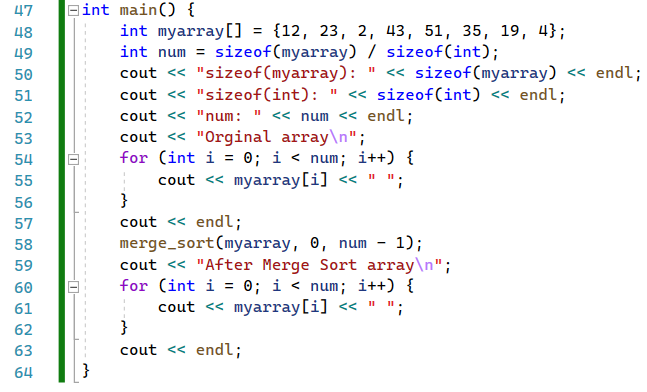 47 int main() {
48 int myarray[] = {12, 23, 2, 43, 51, 35, 19, 4};
49 int num = sizeof(myarray) / sizeof(int);
50 cout << "sizeof(myarray): " << sizeof(myarray) << endl;
51 cout << "sizeof(int): " << sizeof(int) << endl;
52 cout << "num: " << num << endl;
53 cout << "Orginal array\n";
54 for (int i = 0; i < num; i++) {
55 cout << myarray[i] << " ";
56 }
57 cout << endl;
58 merge_sort(myarray, 0, num - 1);
59 cout << "After Merge Sort array\n";
60 for (int i = 0; i < num; i++) {
61 cout << myarray[i] << " ";
62 }
63 cout << endl;
64 }